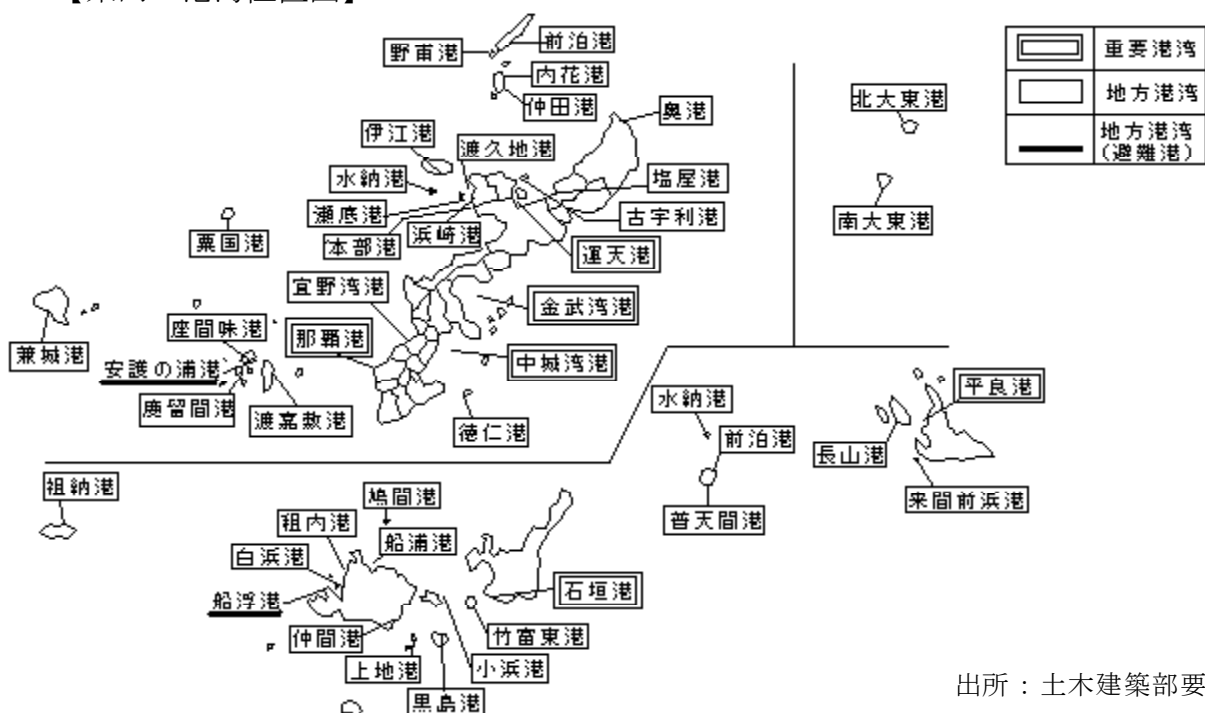 前泊港
野甫港
内花港
仲田港
奥港
伊江港
渡久地港
水納港
塩屋港
瀬底港
古宇利港
本部港
浜崎港
運天港
粟国港
宜野湾港
金武湾港
座間味港
那覇港
兼城港
中城湾港
安護の浦港
鹿留間港
渡嘉敷港
徳仁港
北大東港
南大東港
重要港湾
地方港湾
地方港湾
(避難港)
水納港
前泊港
平良港
長山港
来間前浜港
普天間港
祖納港
鳩間港
租内港
船浦港
白浜港
船浮港
石垣港
仲間港
竹富東港
上地港
小浜港
黒島港
出所：土木建築部要